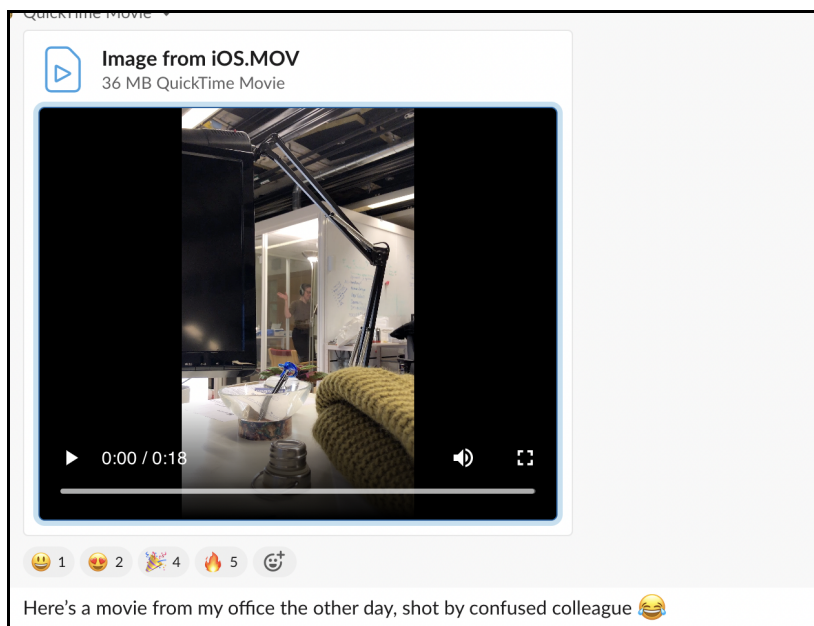 QuickTime Movie
Image from iOS.MOV
36 MB QuickTime Movie
0:00 / 0:18
1
2
4
5
Here’s a movie from my office the other day, shot by confused colleague 😂